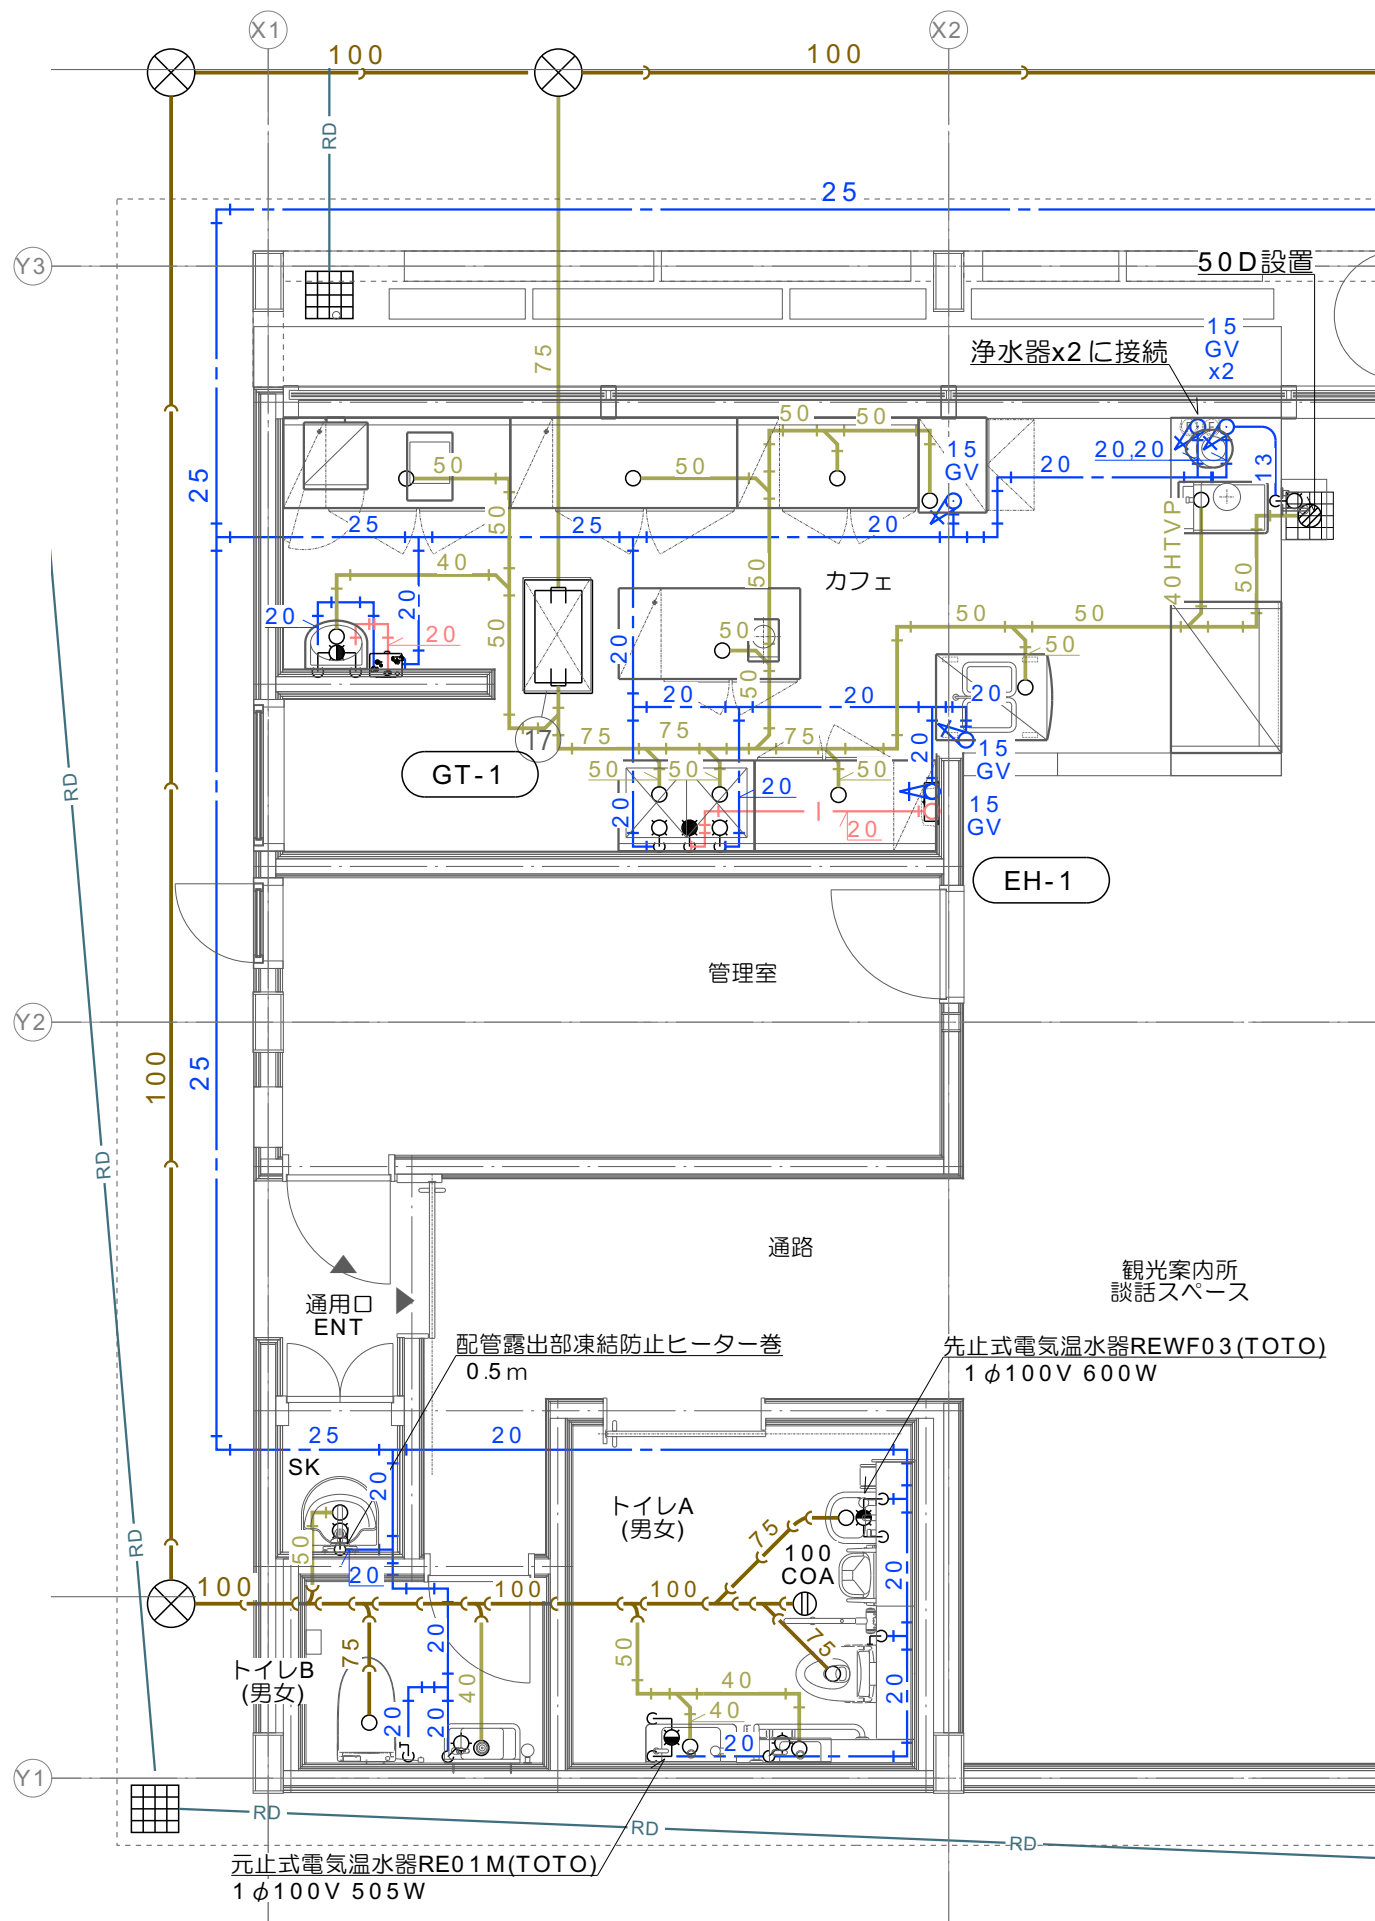 X1
X2
100
100
RD
25
Y3
50D設置
15
GV
x2
浄水器x2に接続
75
50
50
15
GV
20
20,20
13
50
50
25
50
25
25
20
40HTVP
50
40
20
50
カフェ
20
20
50
20
50
50
50
50
50
20
20
20
50
17
75
75
75
20
15
GV
GT-1
RD
50
50
20
50
20
20
15
GV
EH-1
管理室
Y2
25
100
RD
通路
観光案内所
談話スペース
通用口
ENT
配管露出部凍結防止ヒーター巻
0.5m
先止式電気温水器REWF03(TOTO)
1φ100V 600W
25
20
SK
20
トイレA
(男女)
75
RD
50
100
COA
20
20
100
100
100
75
20
50
75
トイレB
(男女)
40
40
40
20
20
20
20
Y1
RD
RD
RD
元止式電気温水器RE01M(TOTO)
1φ100V 505W